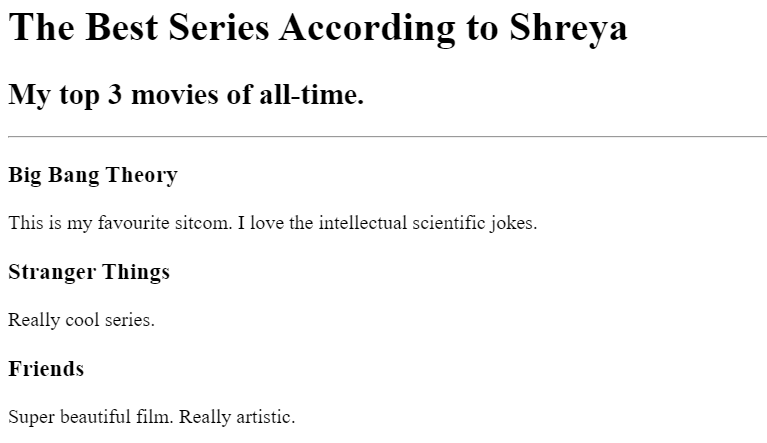 The Best Series According to Shreya
My top 3 movies of all-time.
Big Bang Theory
This is my favourite sitcom. I love the intellectual scientific jokes.
Stranger Things
Really cool series.
Friends
Super beautiful film. Really artistic.